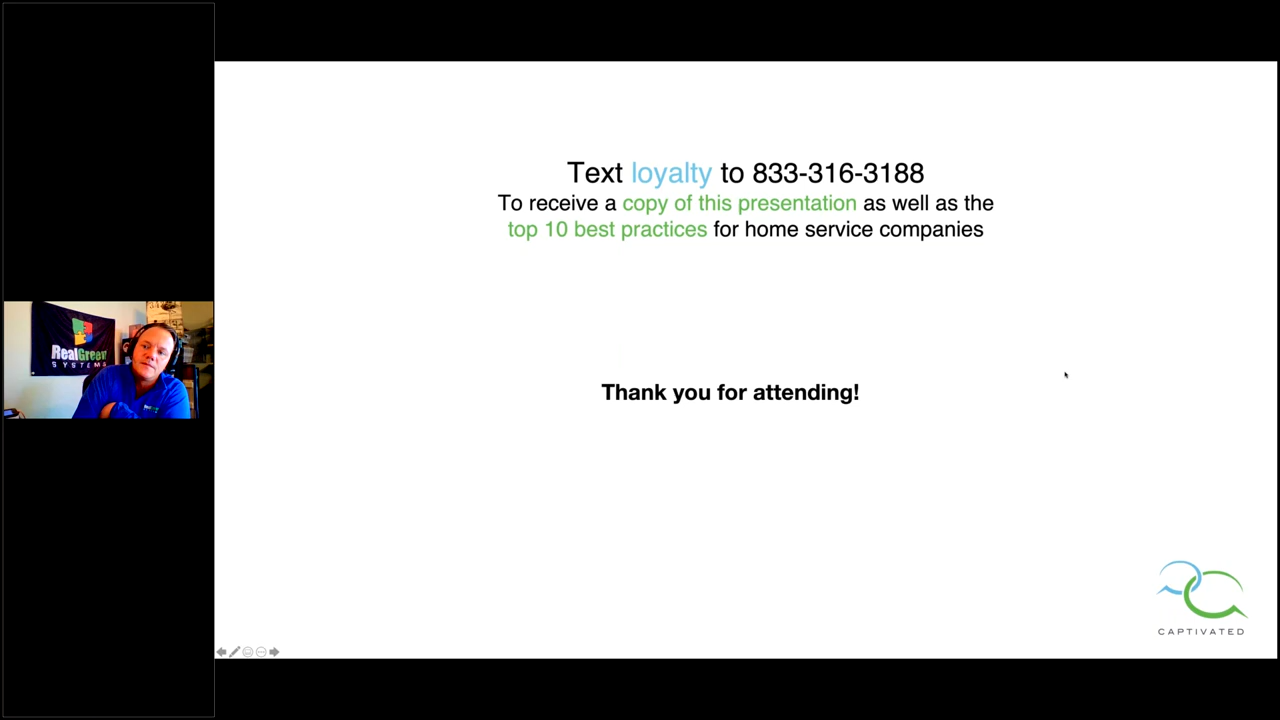 Text loyalty to 833-316-3188
To receive a copy of this presentation as well as the
top 10 best practices for home service companies
RealGreen
SYSTEMS
Thank you for attending!
CAPTIVATED